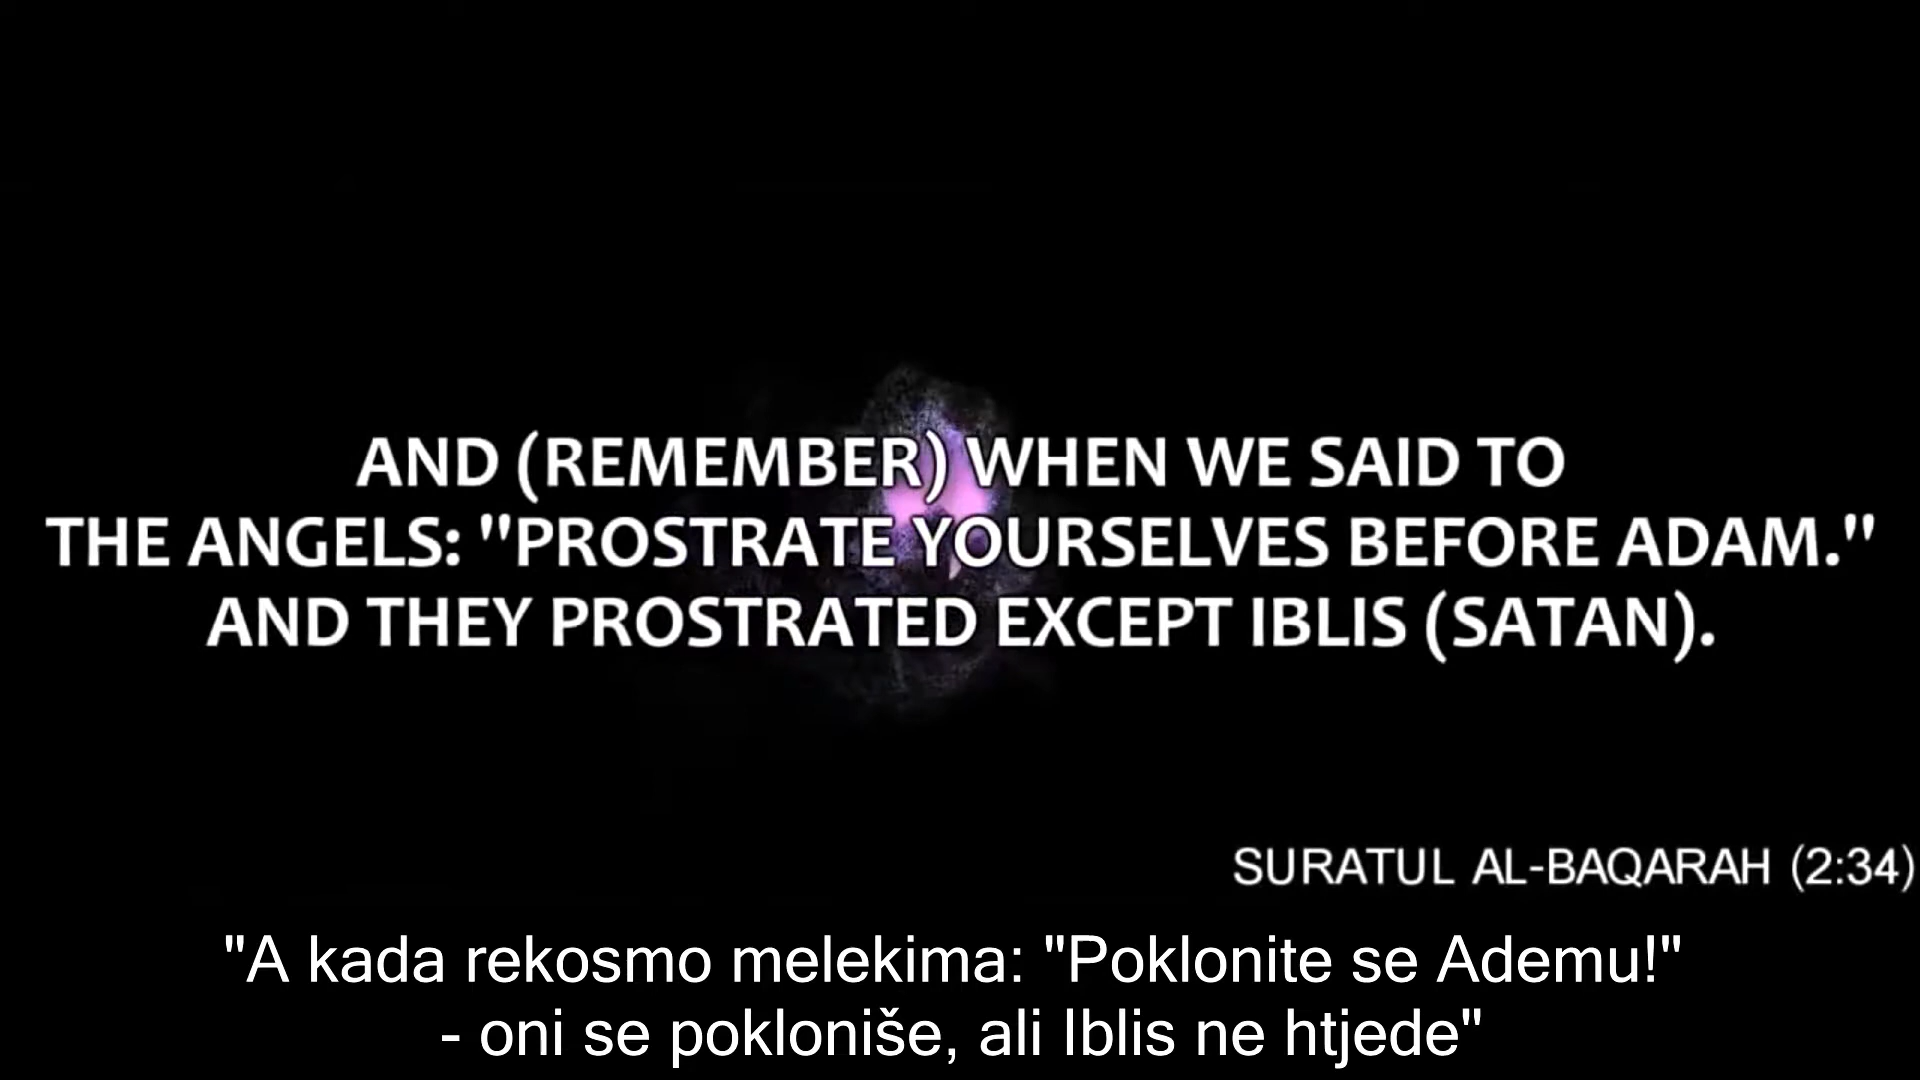 AND (REMEMBER) WHEN WE SAID TO
THE ANGELS: "PROSTRATE YOURSELVES BEFORE ADAM."
AND THEY PROSTRATED EXCEPT IBLIS (SATAN).
SURATUL AL-BAQARAH (2:34)
"A kada rekosmo melekima: "Poklonite se Ademu!"
- oni se pokloniše, ali Iblis ne htjede"